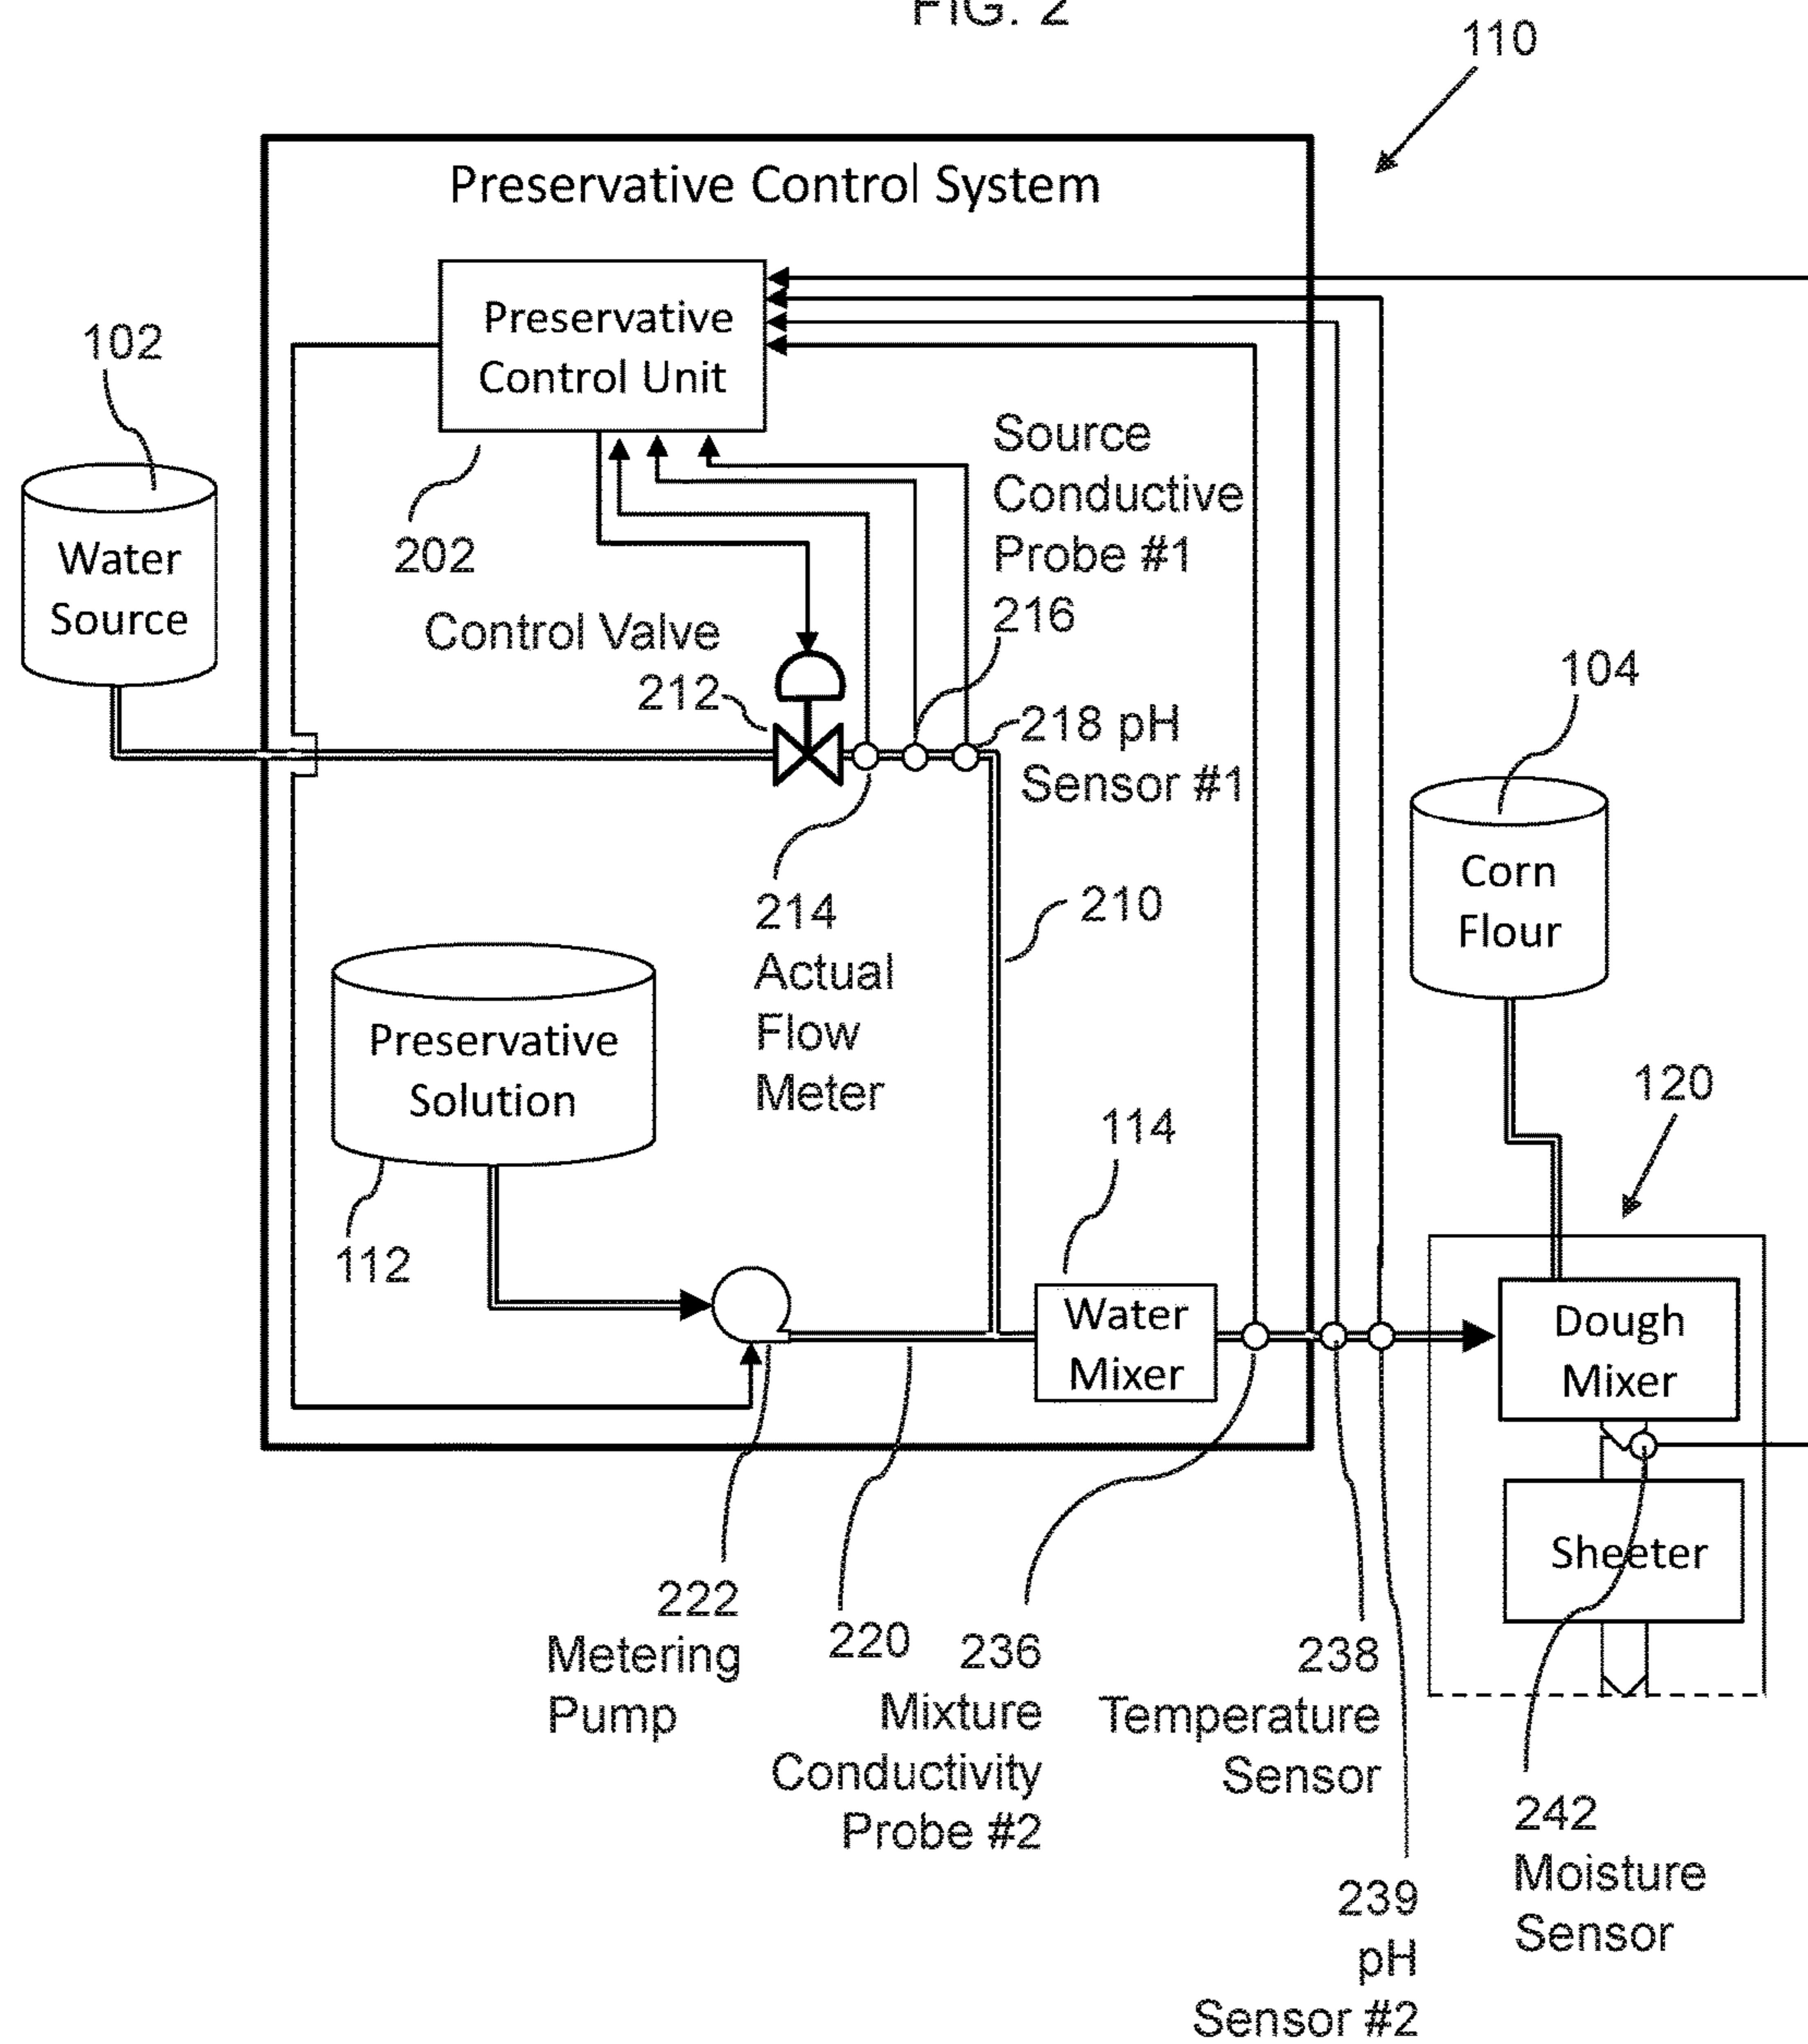 FIG. 2
110
Preservative Control System
Preservative
Control Unit
102
202
Source
Conductive
Probe #1
216
Water
Source
Control Valve
212
218 pH
Sensor #1
104
Corn
Flour
214
Actual
Flow
Meter
210
Preservative
Solution
112
114
120
Water
Mixer
Dough
Mixer
Sheeter
222
Metering
Pump
220
236
Mixture
Conductivity
Probe #2
238
Temperature
Sensor
239
pH
Sensor #2
242
Moisture
Sensor